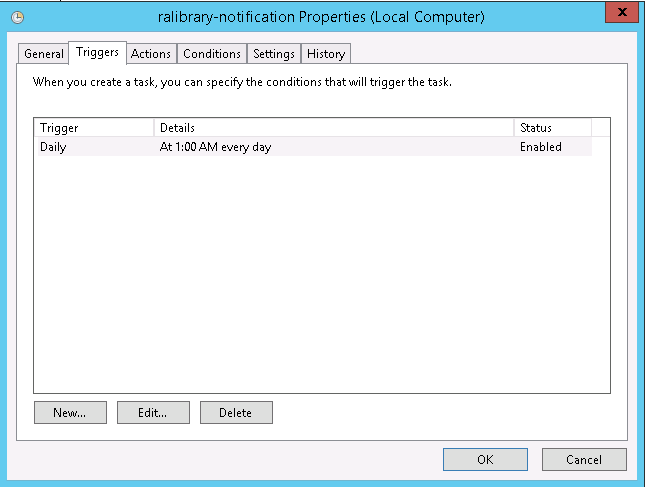 ralibrary-notification Properties (Local Computer)
x
General Triggers Actions Conditions Settings History
When you create a task, you can specify the conditions that will trigger the task.
Trigger Details Status
Daily At 1:00 AM every day Enabled
New... Edit... Delete
OK Cancel